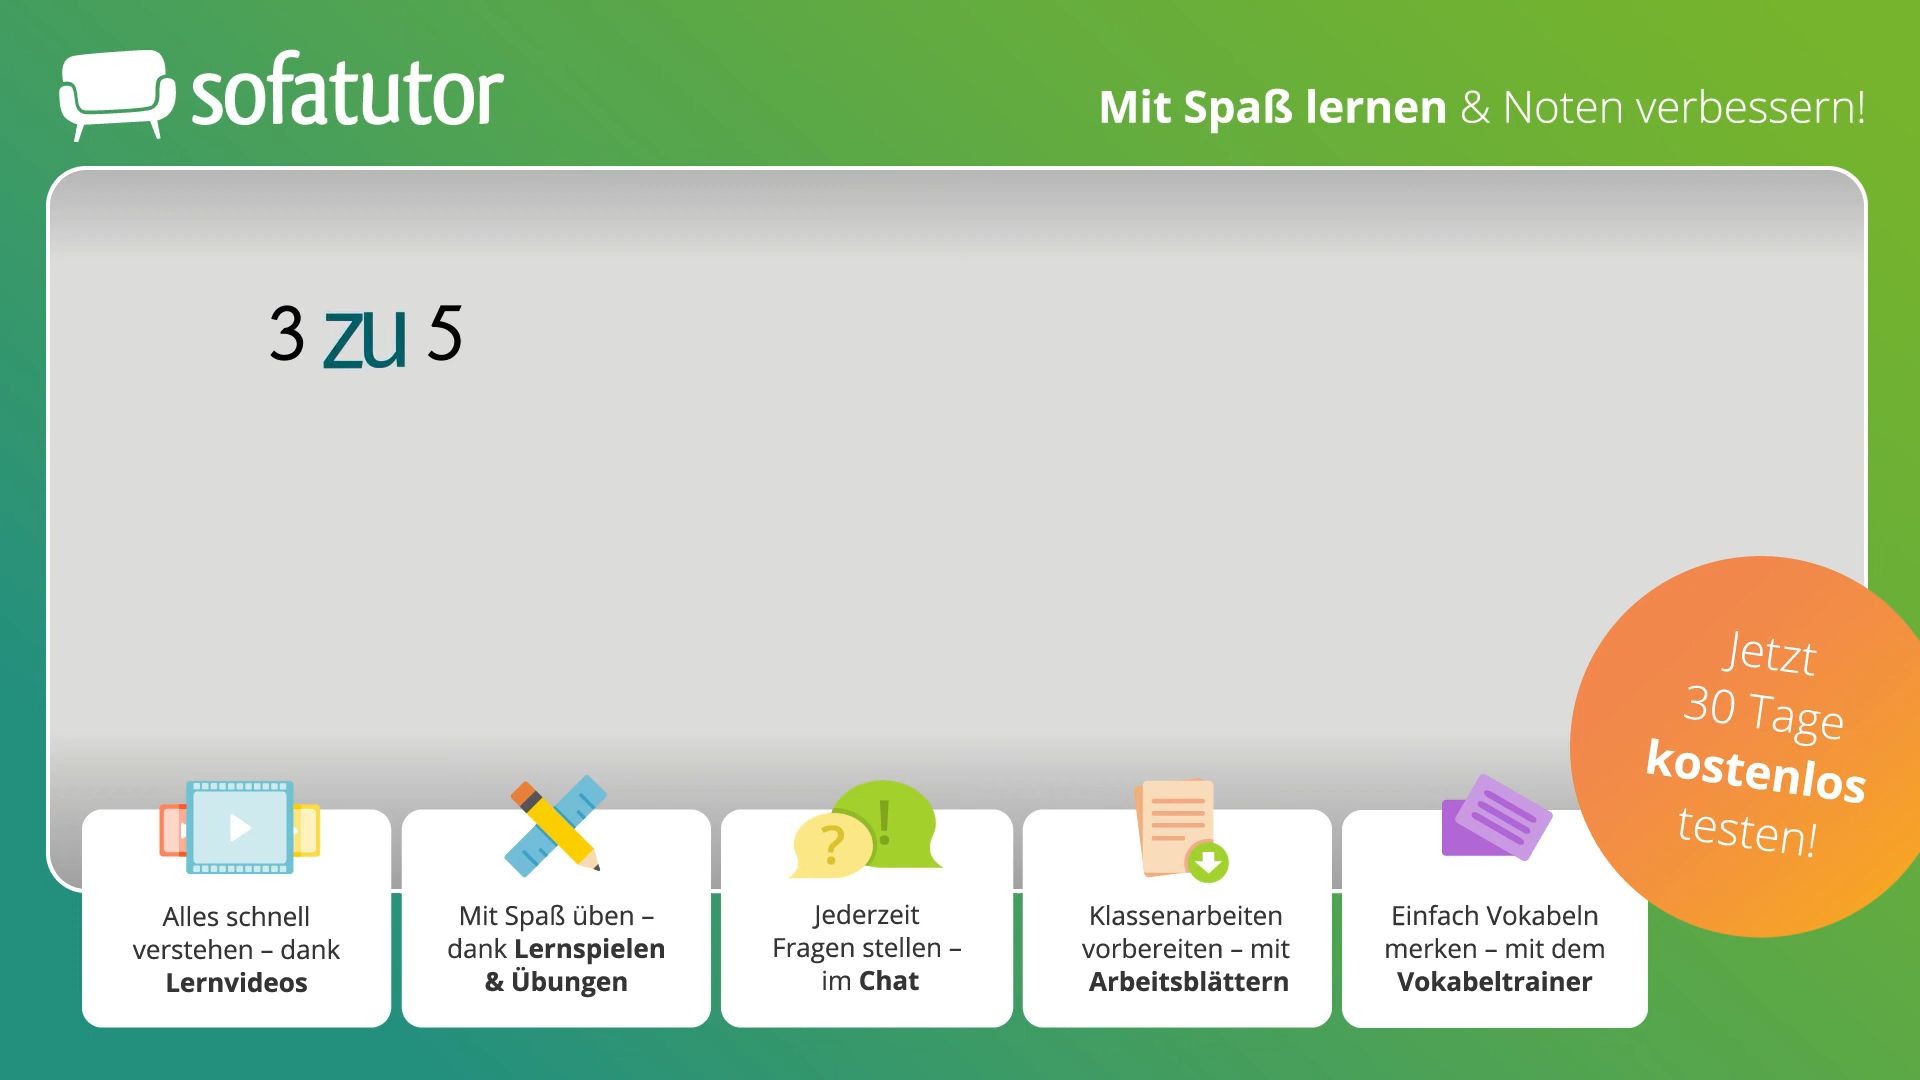 sofatutor
Mit Spaß lernen & Noten verbessern!
3 zu 5
Jetzt
30 Tage
kostenlos
testen!
Alles schnell
verstehen – dank
Lernvideos
Mit Spaß üben –
dank Lernspielen
& Übungen
?
!
Jederzeit
Fragen stellen –
im Chat
Klassenarbeiten
vorbereiten – mit
Arbeitsblättern
Einfach Vokabeln
merken – mit dem
Vokabeltrainer